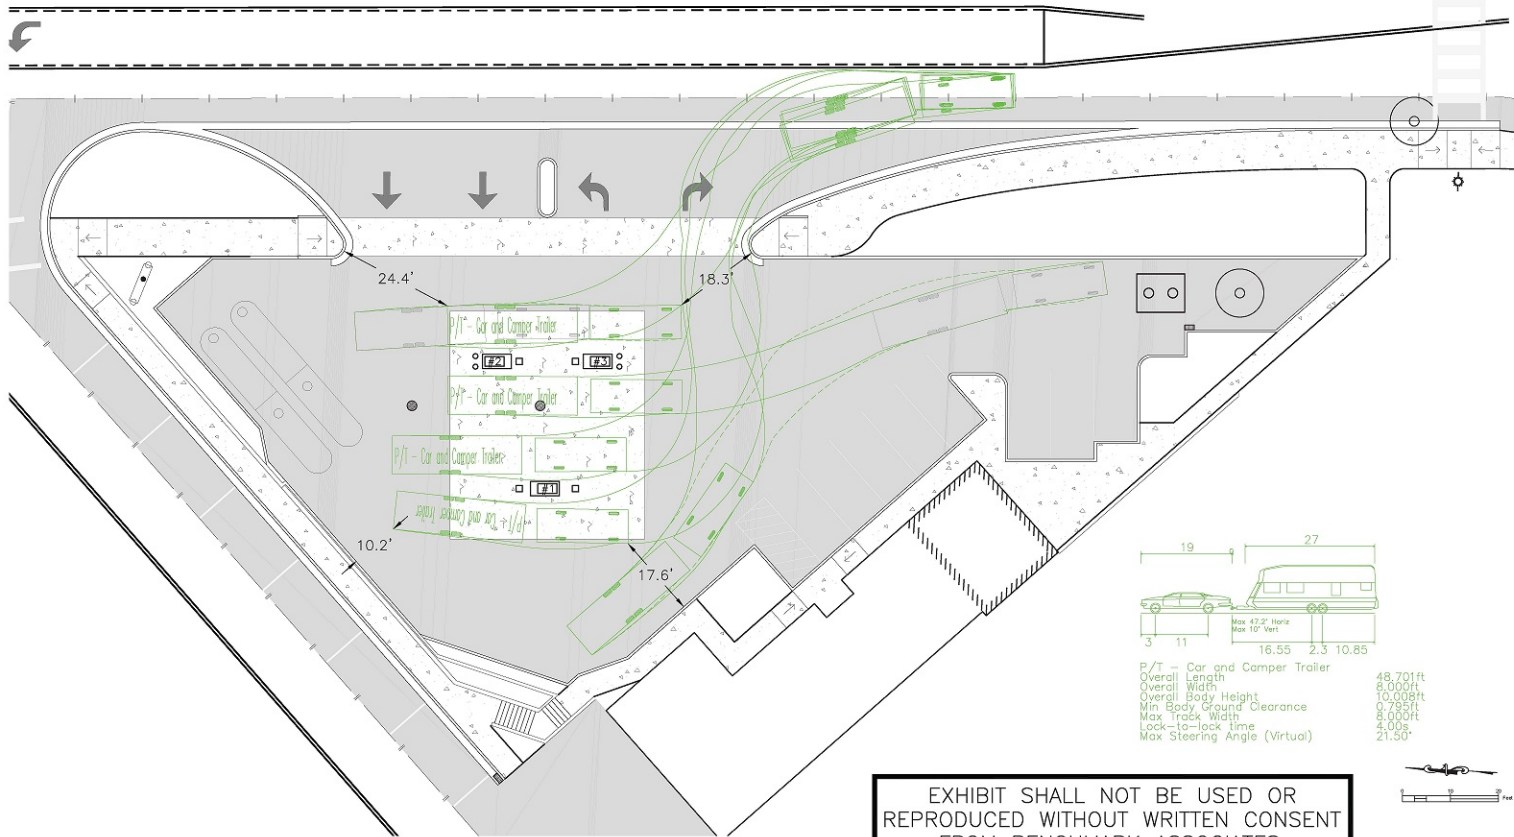 24.4'
18.3'
P/T - Car and Camper Trailer
#2
#3
P/T - Car and Camper Trailer
P/T - Car and Camper Trailer
#1
P/T - Car and Camper Trailer
10.2'
17.6'
19
27
Max 47.2° Horiz
Max 10° Vert
3
11
16.55
2.3
10.85
P/T - Car and Camper Trailer
Overall Length 48.701ft
Overall Width 8.000ft
Overall Body Height 10.008ft
Min Body Ground Clearance 0.795ft
Max Track Width 8.000ft
Lock-to-lock time 4.00s
Max Steering Angle (Virtual) 21.50°
Feet
EXHIBIT SHALL NOT BE USED OR
REPRODUCED WITHOUT WRITTEN CONSENT
FROM BENCHMARK ASSOCIATES